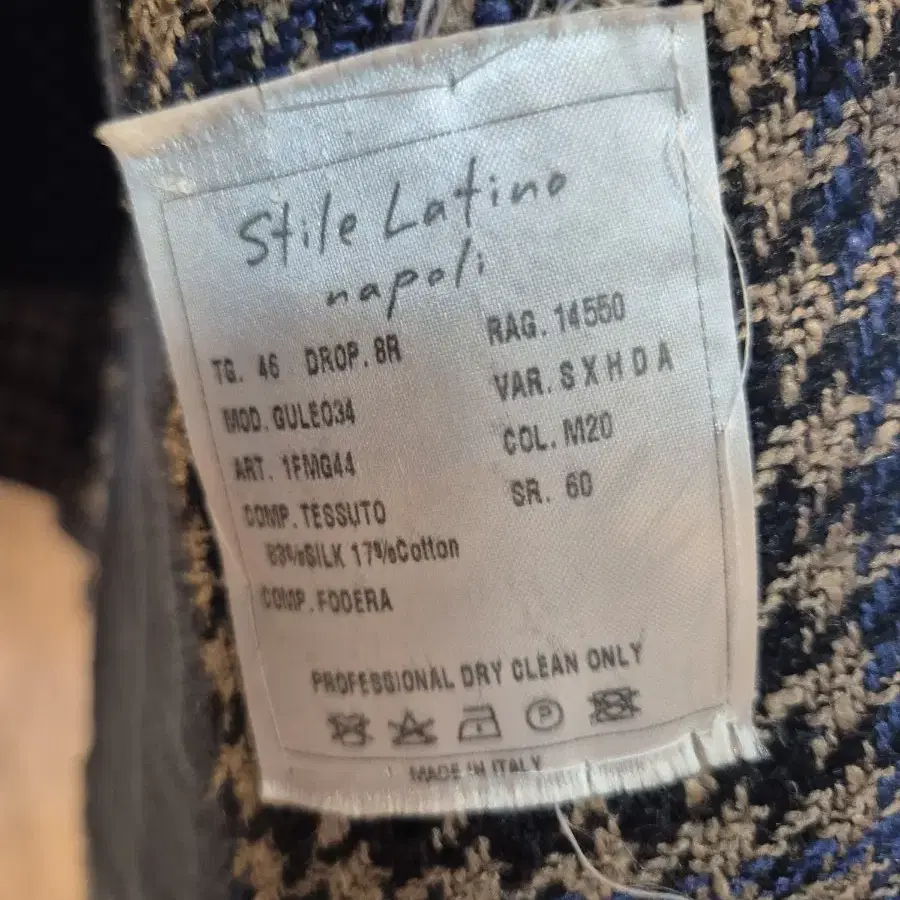 Stile Latino
napoli
TG. 46 DROP. 8R RAG. 14550
MOD. GULEO34 VAR. S X H D A
ART. 1FMG44 COL. M20
COMP. TESSUTO SR. 60
83%SILK 17%Cotton
COMP. FODERA
PROFESSIONAL DRY CLEAN ONLY
P
MADE IN ITALY